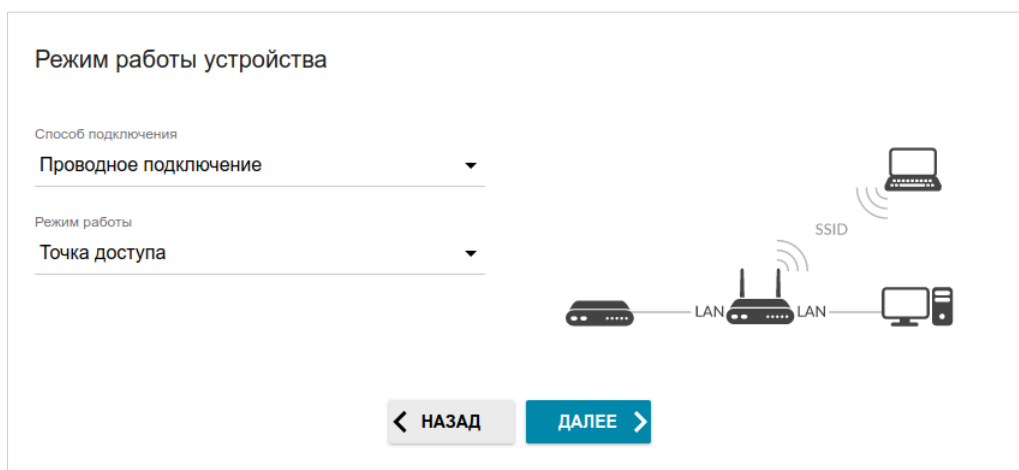 Режим работы устройства
Способ подключения
Проводное подключение
Режим работы
Точка доступа
SSID
LAN
LAN
НАЗАД
ДАЛЕЕ